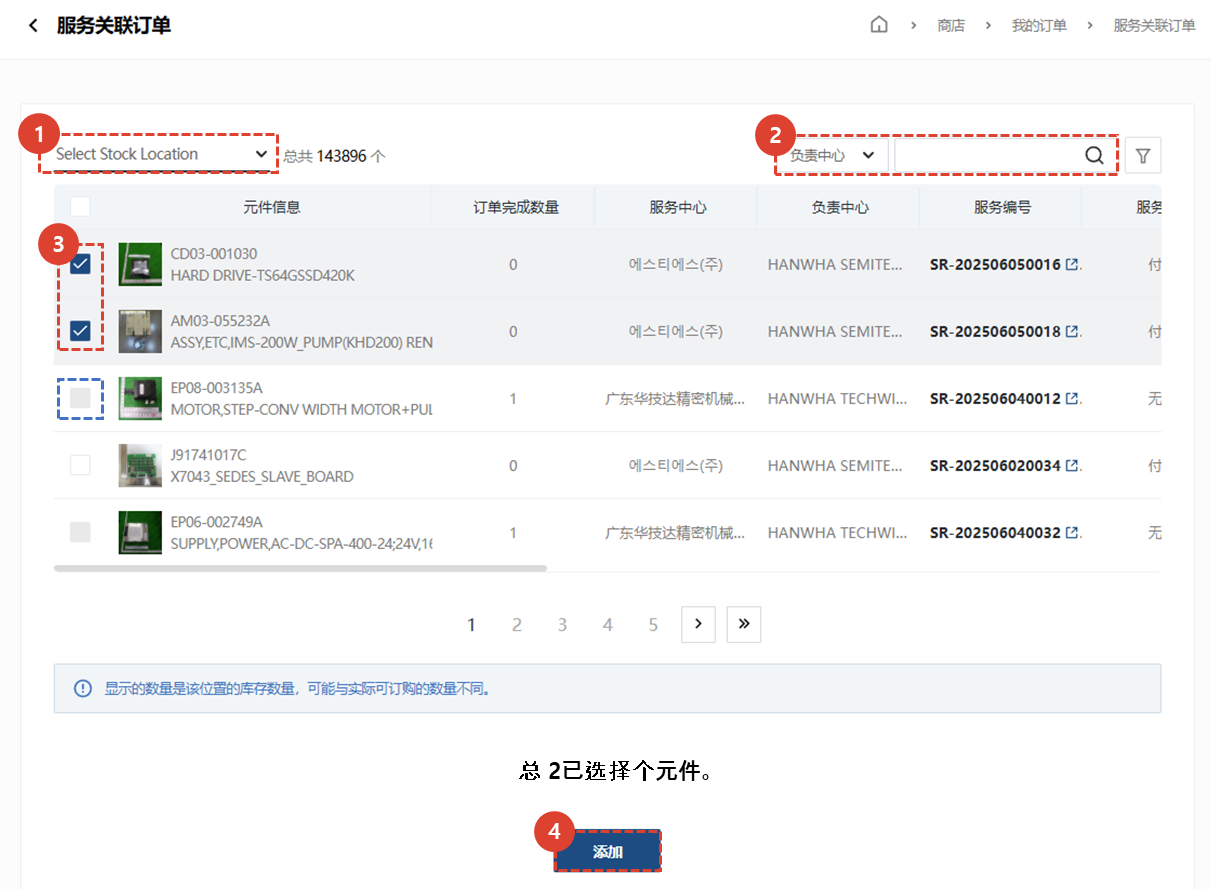 服务关联订单
商店
我的订单
服务关联订单
1
Select Stock Location
总共 143896 个
2
负责中心
元件信息
订单完成数量
服务中心
负责中心
服务编号
服务
3
CD03-001030
HARD DRIVE-TS64GSSD420K
0
에스티에스(주)
HANWHA SEMITE...
SR-202506050016
付
AM03-055232A
ASSY,ETC,IMS-200W_PUMP(KHD200) REN
0
에스티에스(주)
HANWHA SEMITE...
SR-202506050018
付
EP08-003135A
MOTOR,STEP-CONV WIDTH MOTOR+PUL
1
广东华技达精密机械...
HANWHA TECHWI...
SR-202506040012
无
J91741017C
X7043_SEDES_SLAVE_BOARD
0
에스티에스(주)
HANWHA SEMITE...
SR-202506020034
付
EP06-002749A
SUPPLY,POWER,AC-DC-SPA-400-24;24V,16
1
广东华技达精密机械...
HANWHA TECHWI...
SR-202506040032
无
1 2 3 4 5
显示的数量是该位置的库存数量，可能与实际可订购的数量不同。
总 2已选择个元件。
4
添加